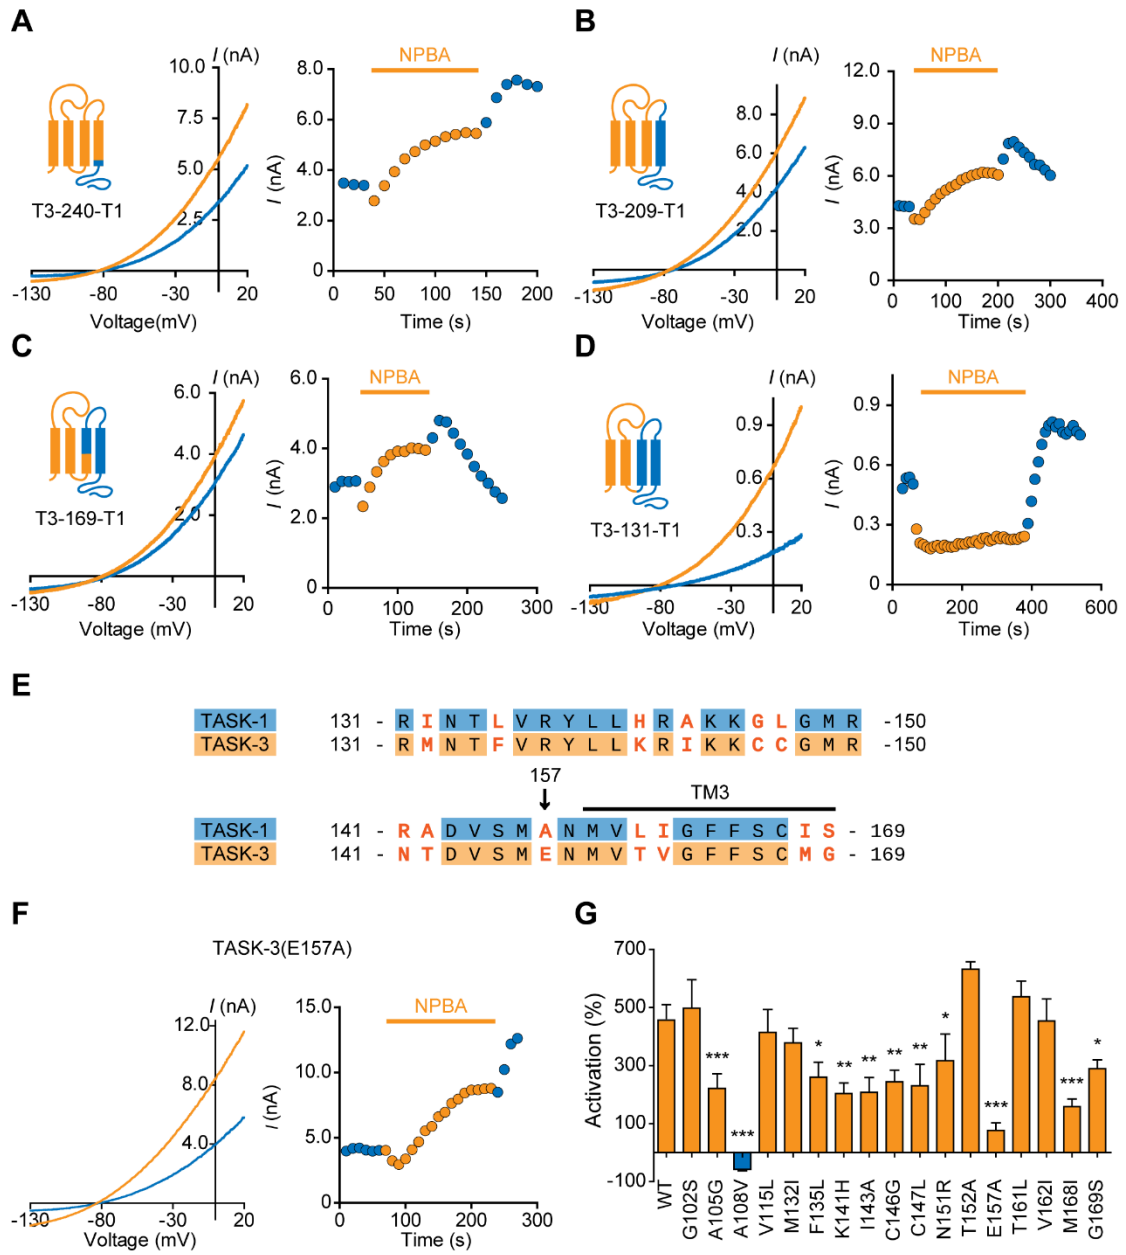 A
I (nA)
10.0
7.5
5.0
2.5
-130
-80
-30
20
Voltage(mV)
T3-240-T1
NPBA
8.0
6.0
4.0
2.0
0
I (nA)
0
50
100
150
200
Time (s)
B
I (nA)
8.0
6.0
4.0
2.0
-130
-80
-30
20
Voltage (mV)
T3-209-T1
NPBA
12.0
9.0
6.0
3.0
0
I (nA)
0
100
200
300
400
Time (s)
C
I (nA)
6.0
4.0
2.0
-130
-80
-30
20
Voltage (mV)
T3-169-T1
NPBA
6.0
4.0
2.0
0
I (nA)
0
100
200
300
Time (s)
D
I (nA)
0.9
0.6
0.3
-80
-30
20
Voltage (mV)
T3-131-T1
NPBA
0.9
0.6
0.3
0
I (nA)
0
200
400
600
Time (s)
E
TASK-1 131 - R I N T L V R Y L L H R A K K G L G M R -150
TASK-3 131 - R M N T F V R Y L L K R I K K C C G M R -150
157
TM3
TASK-1 141 - R A D V S M A N M V L I G F F S C I S - 169
TASK-3 141 - N T D V S M E N M V T V G F F S C M G - 169
F
TASK-3(E157A)
I (nA)
12.0
8.0
4.0
-130
-80
-30
20
Voltage (mV)
NPBA
15.0
10.0
5.0
0
I (nA)
0
100
200
300
Time (s)
G
Activation (%)
700
500
300
100
-100
***
***
*
**
**
**
**
*
***
***
*
WT
G102S
A105G
A108V
V115L
M132I
F135L
K141H
I143A
C146G
C147L
N151R
T152A
E157A
T161L
V162I
M168I
G169S